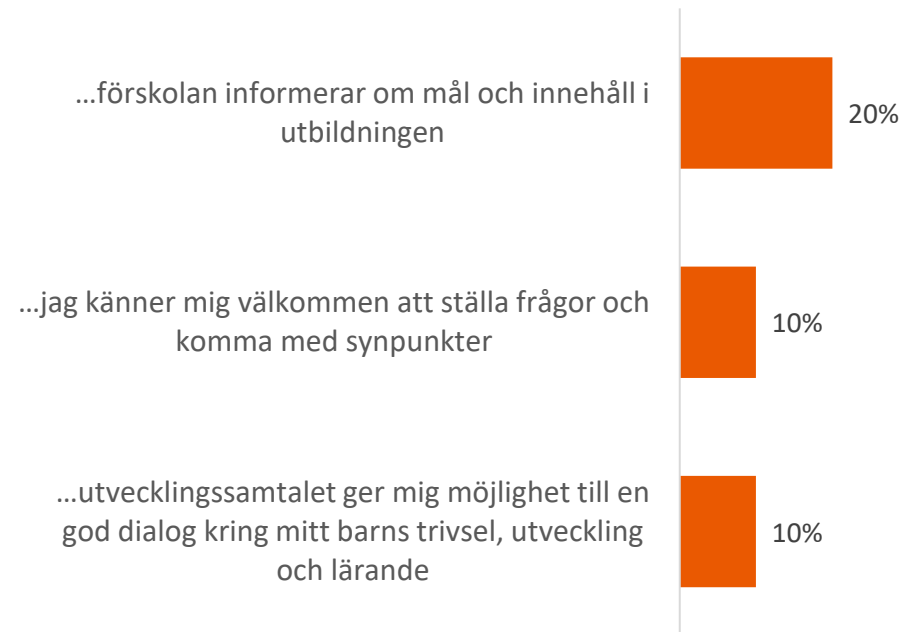 ...förskolan informerar om mål och innehåll i
utbildningen
20%
...jag känner mig välkommen att ställa frågor och
komma med synpunkter
10%
...utvecklingssamtalet ger mig möjlighet till en
god dialog kring mitt barns trivsel, utveckling
och lärande
10%